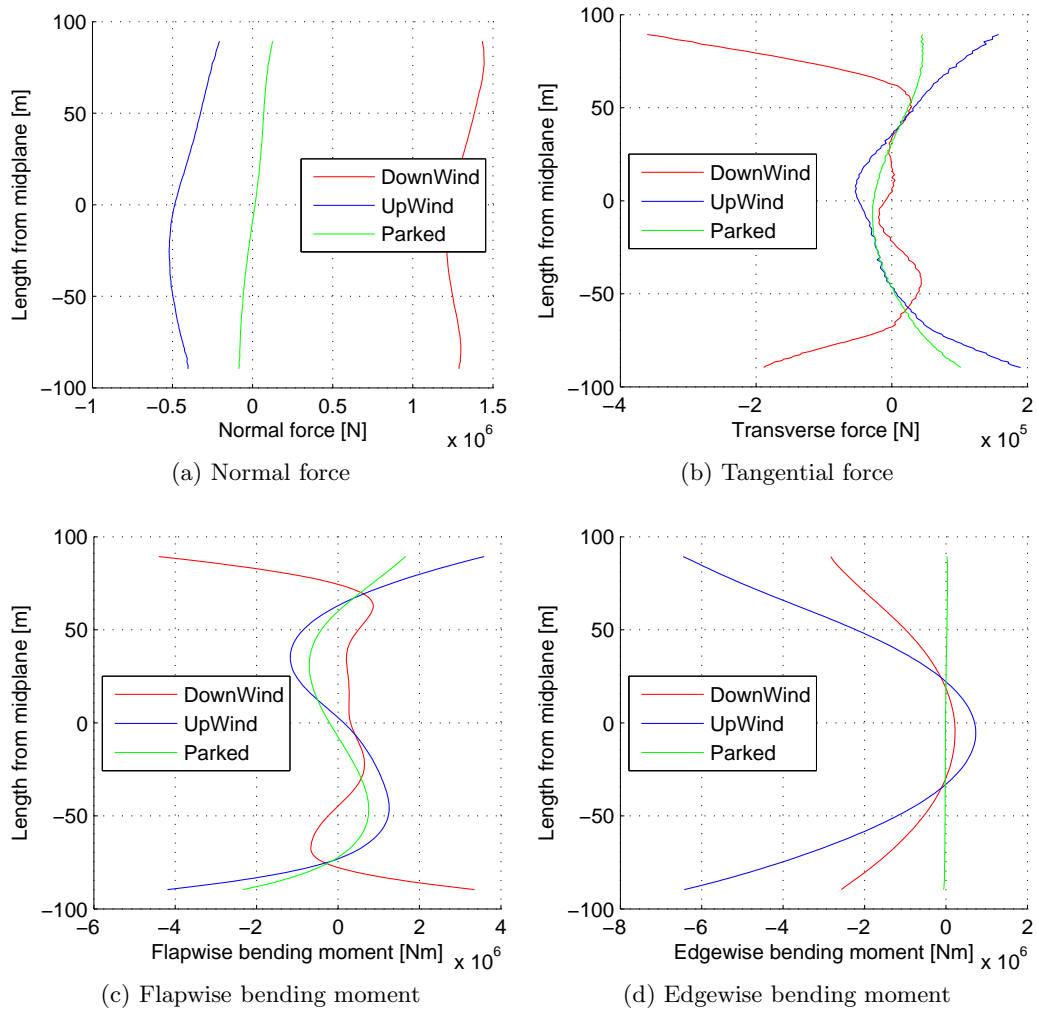 100
50
0
−50
−100
−1
−0.5
0
0.5
1
1.5
x 10^6
Normal force [N]
Length from midplane [m]
DownWind
UpWind
Parked
(a) Normal force
100
50
0
−50
−100
−4
−2
0
2
x 10^5
Transverse force [N]
Length from midplane [m]
DownWind
UpWind
Parked
(b) Tangential force
100
50
0
−50
−100
−6
−4
−2
0
2
4
x 10^6
Flapwise bending moment [Nm]
Length from midplane [m]
DownWind
UpWind
Parked
(c) Flapwise bending moment
100
50
0
−50
−100
−8
−6
−4
−2
0
2
x 10^6
Edgewise bending moment [Nm]
Length from midplane [m]
DownWind
UpWind
Parked
(d) Edgewise bending moment